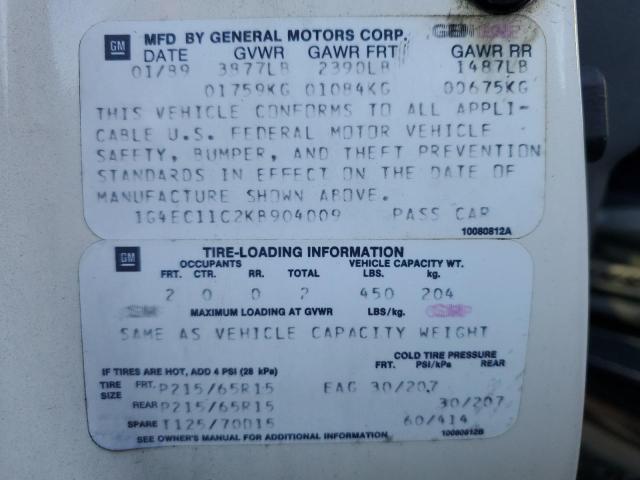 GM MFD BY GENERAL MOTORS CORP.
DATE GVWR GAWR FRT GAWR RR
01/89 3877LB 2390LB 1487LB
01759KG 01084KG 00675KG
THIS VEHICLE CONFORMS TO ALL APPLI-
CABLE U.S. FEDERAL MOTOR VEHICLE
SAFETY, BUMPER, AND THEFT PREVENTION
STANDARDS IN EFFECT ON THE DATE OF
MANUFACTURE SHOWN ABOVE.
1G4EC11C2KB904009 PASS CAR
10080812A
GM TIRE-LOADING INFORMATION
OCCUPANTS VEHICLE CAPACITY WT.
FRT. CTR. RR. TOTAL LBS. kg.
2 0 0 2 450 204
MAXIMUM LOADING AT GVWR LBS/kg.
SAME AS VEHICLE CAPACITY WEIGHT
COLD TIRE PRESSURE
IF TIRES ARE HOT, ADD 4 PSI (28 kPa) FRT. PSI/kPa REAR
TIRE SIZE FRT. P215/65R15 EAG 30/207
REAR P215/65R15 30/207
SPARE T125/70D15 60/414
SEE OWNER'S MANUAL FOR ADDITIONAL INFORMATION 10080812B